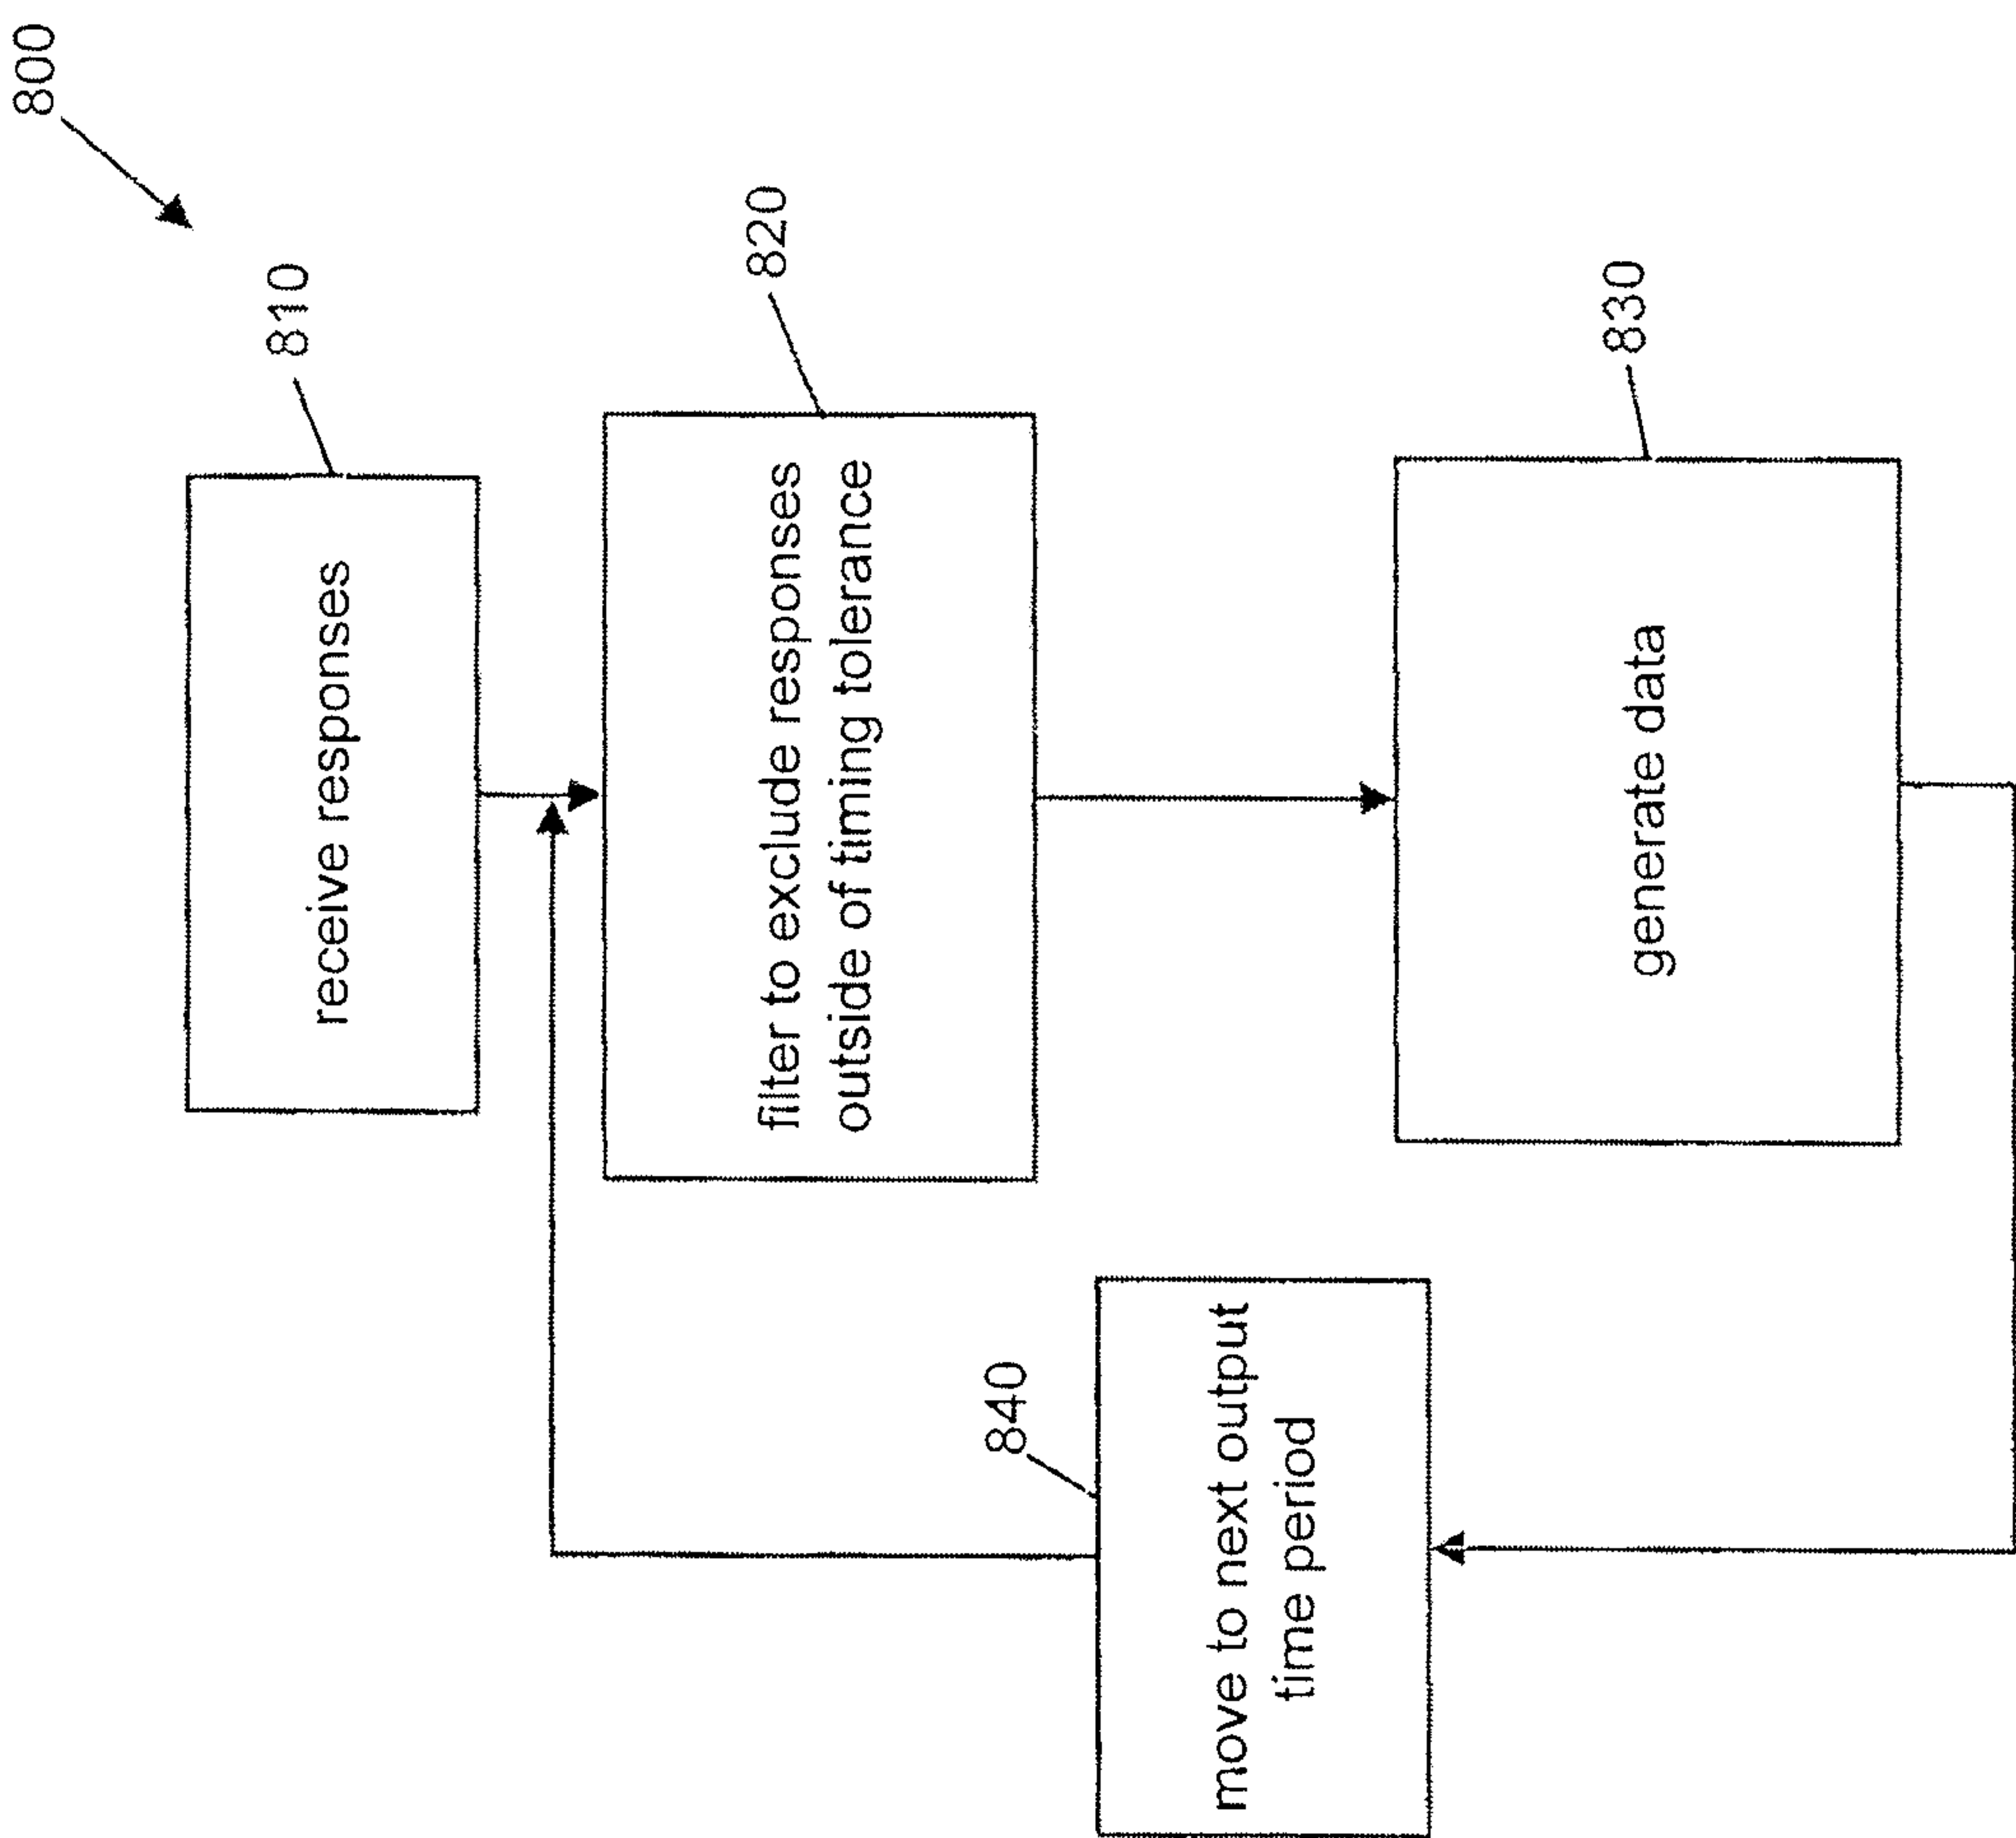 800
810
receive responses
820
filter to exclude responses
outside of timing tolerance
830
generate data
840
move to next output
time period